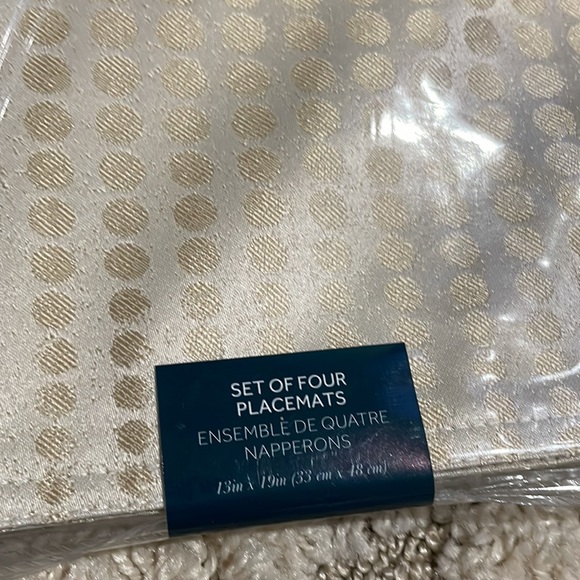 SET OF FOUR
PLACEMATS
ENSEMBLE DE QUATRE
NAPPERONS
13in x 19in (33 cm x 48 cm)